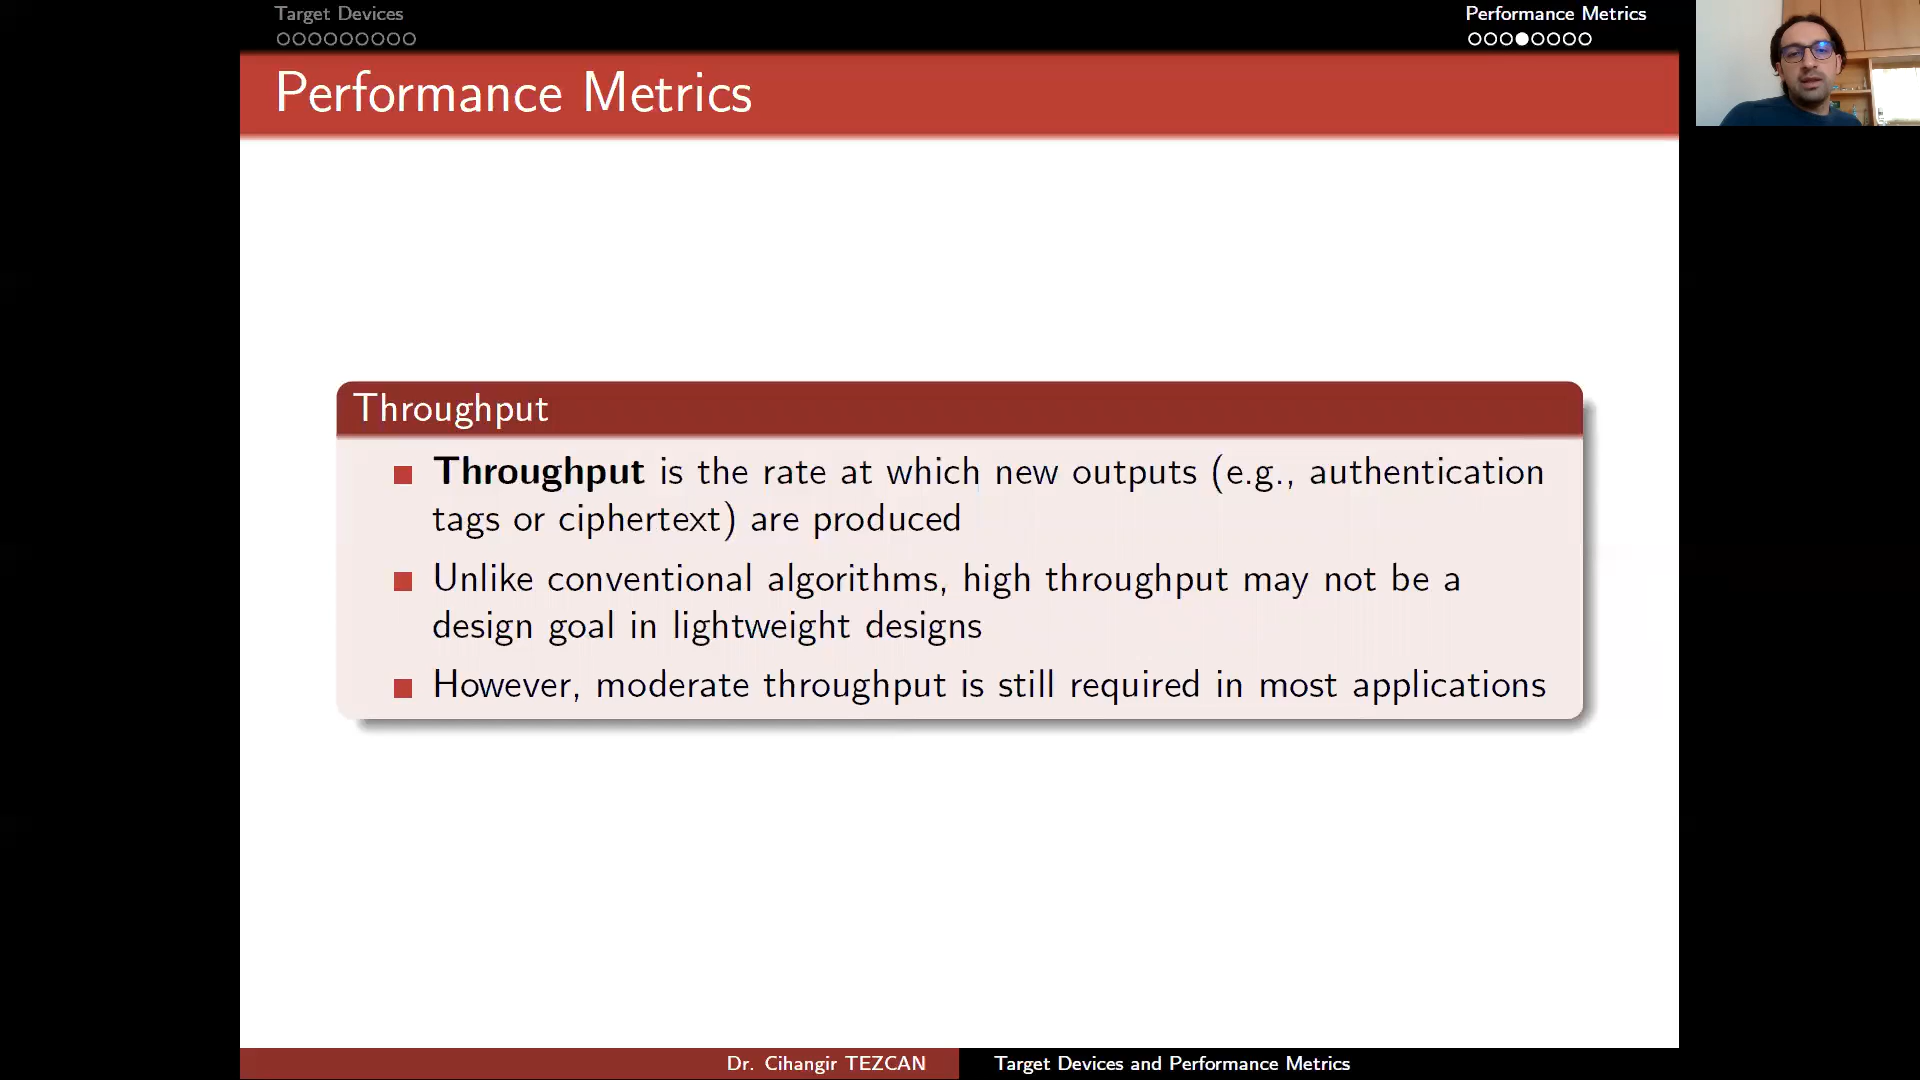 Target Devices
Performance Metrics
Performance Metrics
Throughput
Throughput is the rate at which new outputs (e.g., authentication
tags or ciphertext) are produced
Unlike conventional algorithms, high throughput may not be a
design goal in lightweight designs
However, moderate throughput is still required in most applications
Dr. Cihangir TEZCAN
Target Devices and Performance Metrics